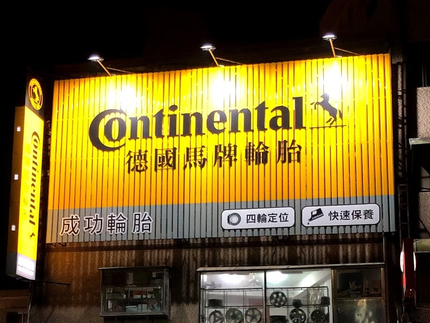 Continental
德國馬牌輪胎
成功輪胎
四輪定位
快速保養
Continental